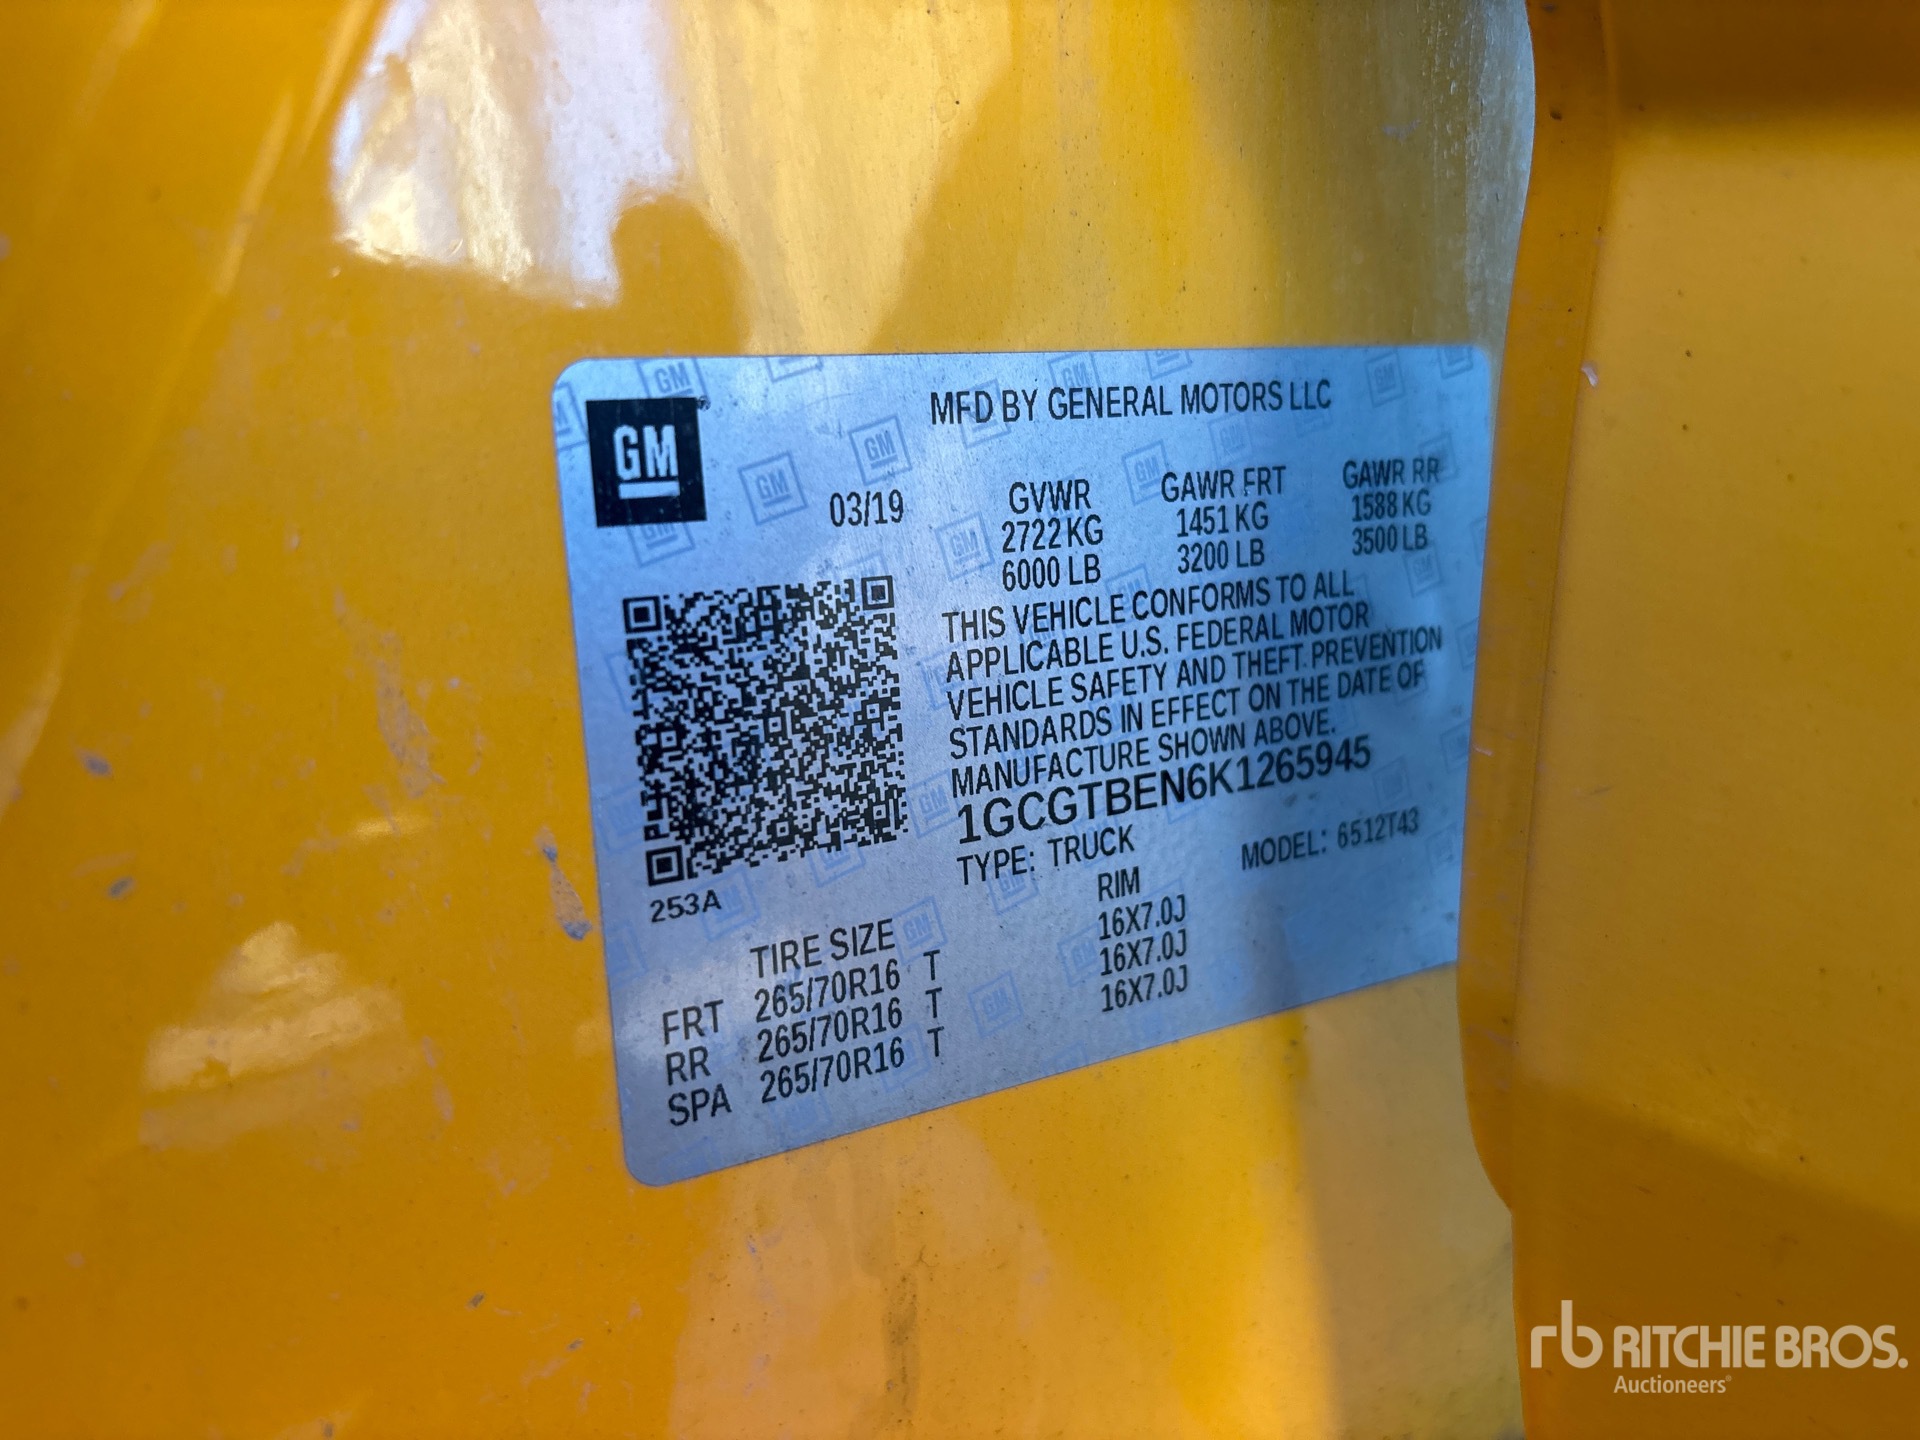 GM
MFD BY GENERAL MOTORS LLC
03/19
GVWR GAWR FRT GAWR RR
2722 KG 1451 KG 1588 KG
6000 LB 3200 LB 3500 LB
THIS VEHICLE CONFORMS TO ALL
APPLICABLE U.S. FEDERAL MOTOR
VEHICLE SAFETY AND THEFT PREVENTION
STANDARDS IN EFFECT ON THE DATE OF
MANUFACTURE SHOWN ABOVE.
1GCGTBEN6K1265945
TYPE: TRUCK MODEL: 6512T43
253A
TIRE SIZE RIM
FRT 265/70R16 T 16X7.0J
RR 265/70R16 T 16X7.0J
SPA 265/70R16 T 16X7.0J
rb RITCHIE BROS.
Auctioneers